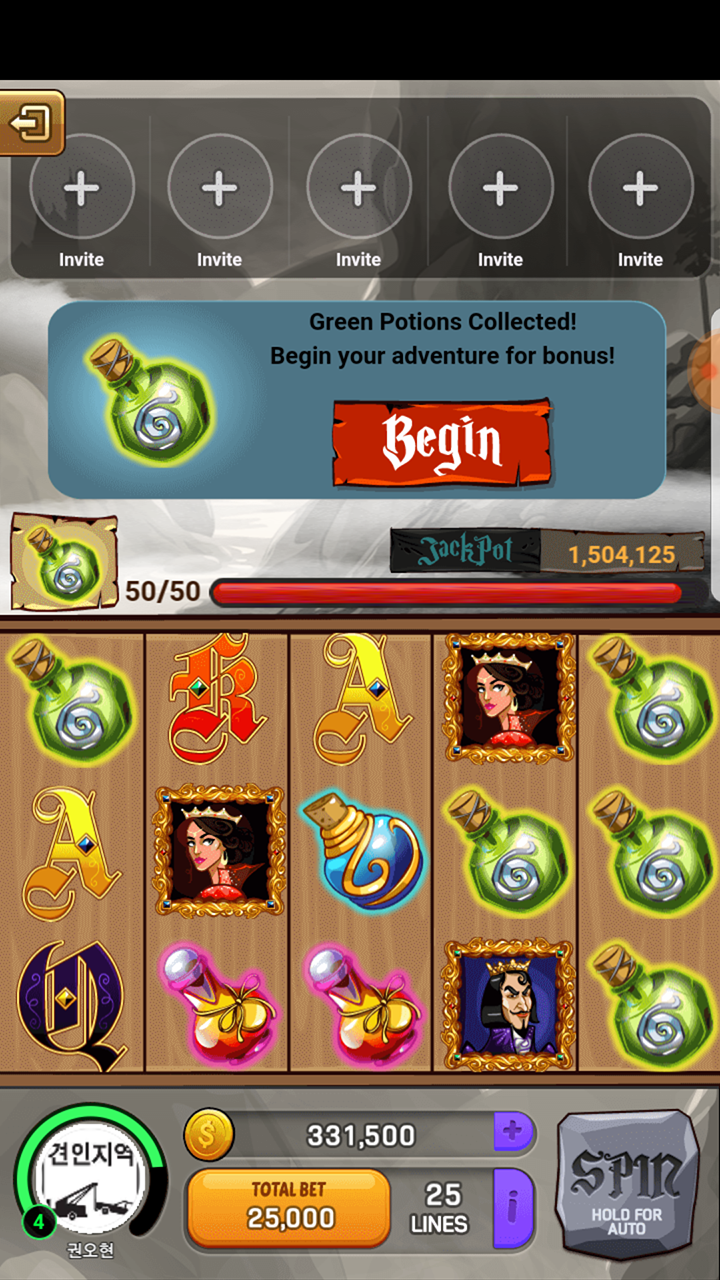 Invite
Invite
Invite
Invite
Invite
Green Potions Collected!
Begin your adventure for bonus!
Begin
JackPot
1,504,125
50/50
K
A
A
Q
견인지역
4
권오현
331,500
TOTAL BET
25,000
25
LINES
i
SPIN
HOLD FOR
AUTO